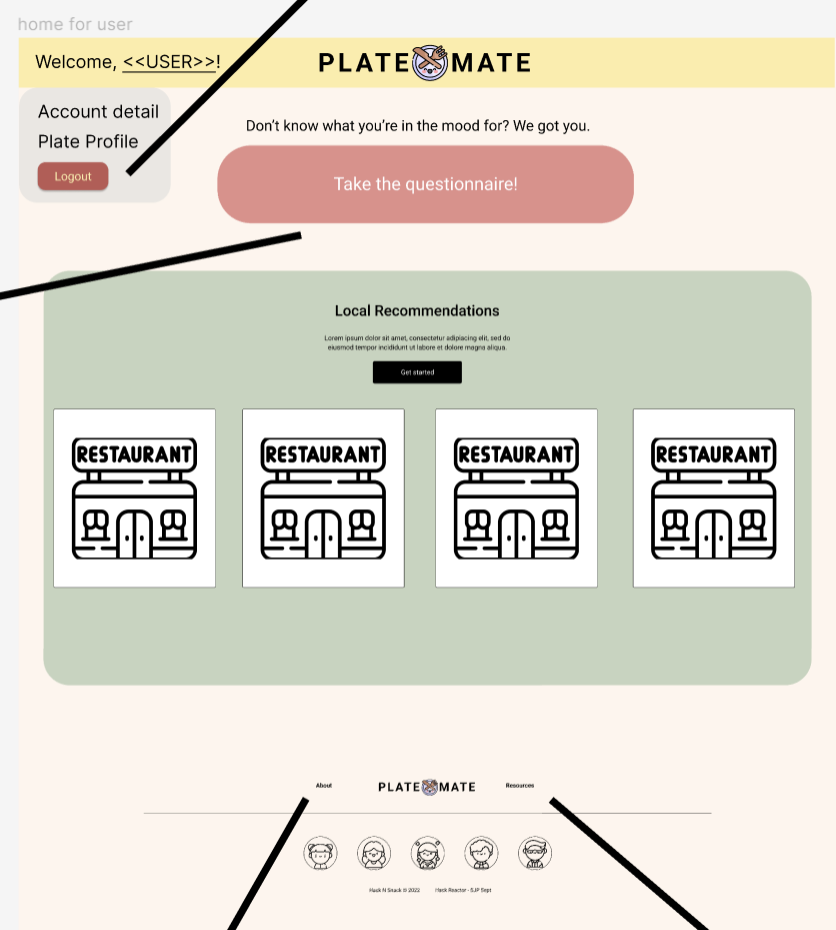 home for user
Welcome, <<USER>>!
PLATE MATE
Account detail
Plate Profile
Logout
Don't know what you're in the mood for? We got you.
Take the questionnaire!
Local Recommendations
Lorem ipsum dolor sit amet, consectetur adipiscing elit, sed do
eiusmod tempor incididunt ut labore et dolore magna aliqua.
Get started
RESTAURANT RESTAURANT RESTAURANT RESTAURANT
About PLATE MATE Resources
Hack N Snack © 2022 Hack Reactor - SJP Sept